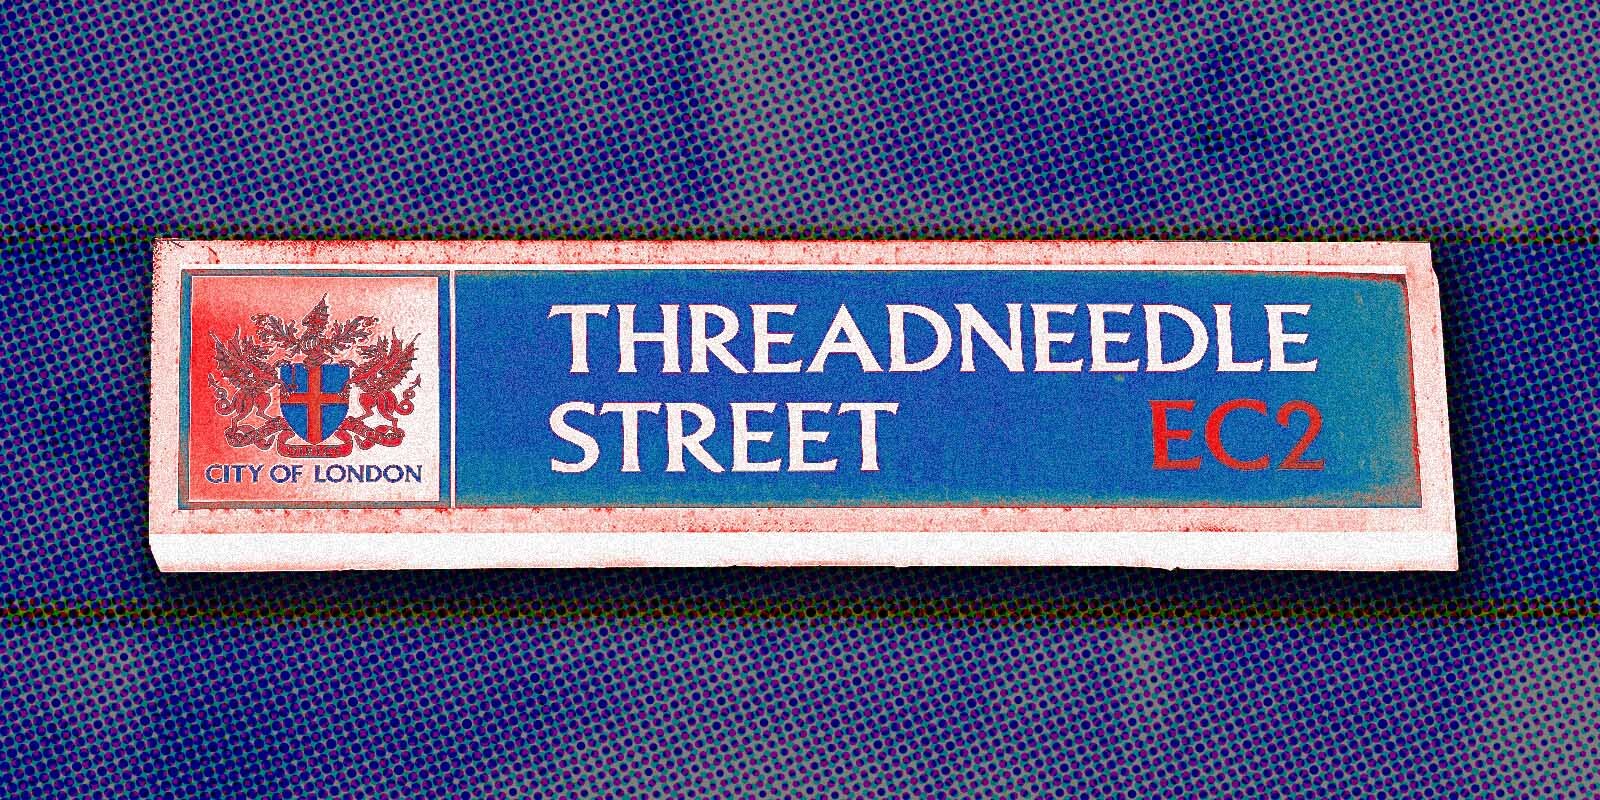 THREADNEEDLE
STREET EC2
CITY OF LONDON